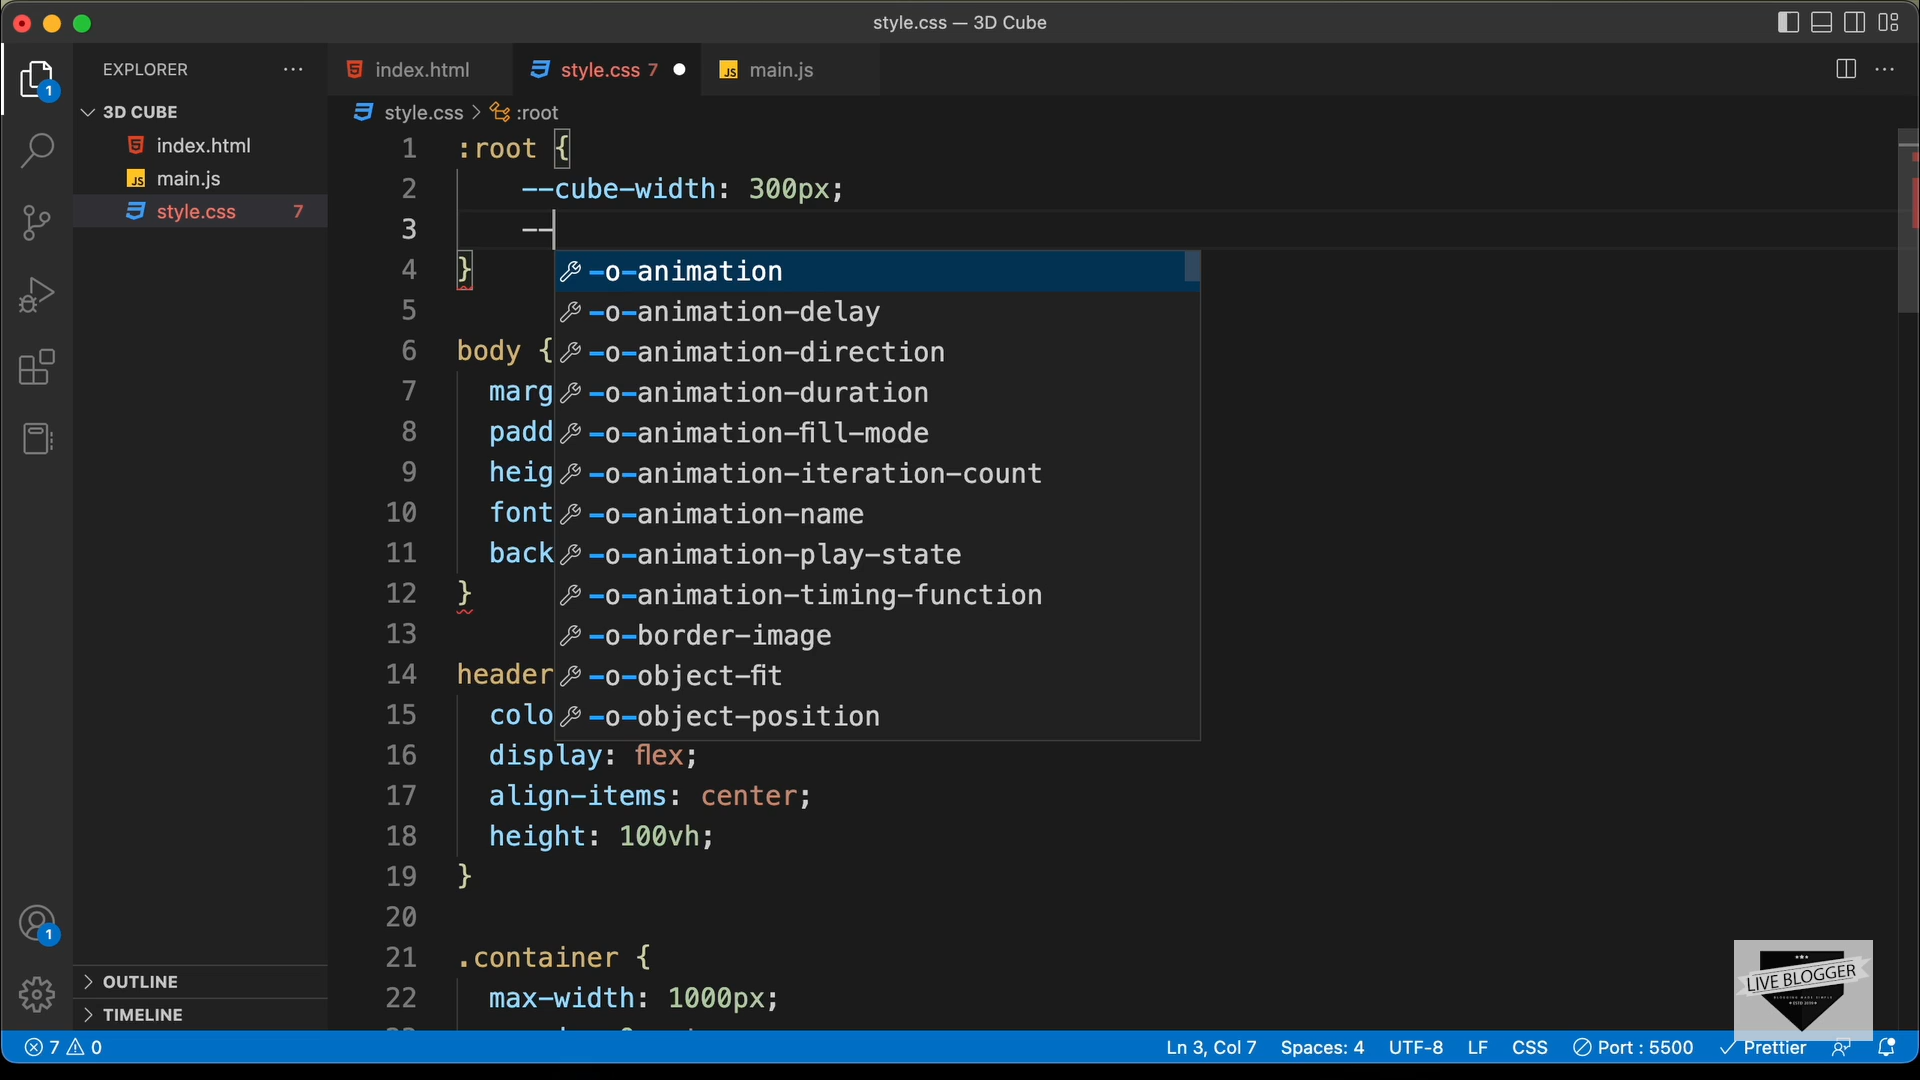 style.css — 3D Cube
EXPLORER
index.html
style.css 7
main.js
1
3D CUBE
style.css > :root
index.html
main.js
style.css 7
1 :root {
2 --cube-width: 300px;
3 --
4 }
5
6 body {
7 marg
8 padd
9 heig
10 font
11 back
12 }
13
14 header
15 colo
-o-animation
-o-animation-delay
-o-animation-direction
-o-animation-duration
-o-animation-fill-mode
-o-animation-iteration-count
-o-animation-name
-o-animation-play-state
-o-animation-timing-function
-o-border-image
-o-object-fit
-o-object-position
16 display: flex;
17 align-items: center;
18 height: 100vh;
19 }
20
21 .container {
22 max-width: 1000px;
1
OUTLINE
TIMELINE
LIVE BLOGGER
7 0
Ln 3, Col 7 Spaces: 4 UTF-8 LF CSS Port : 5500 Prettier